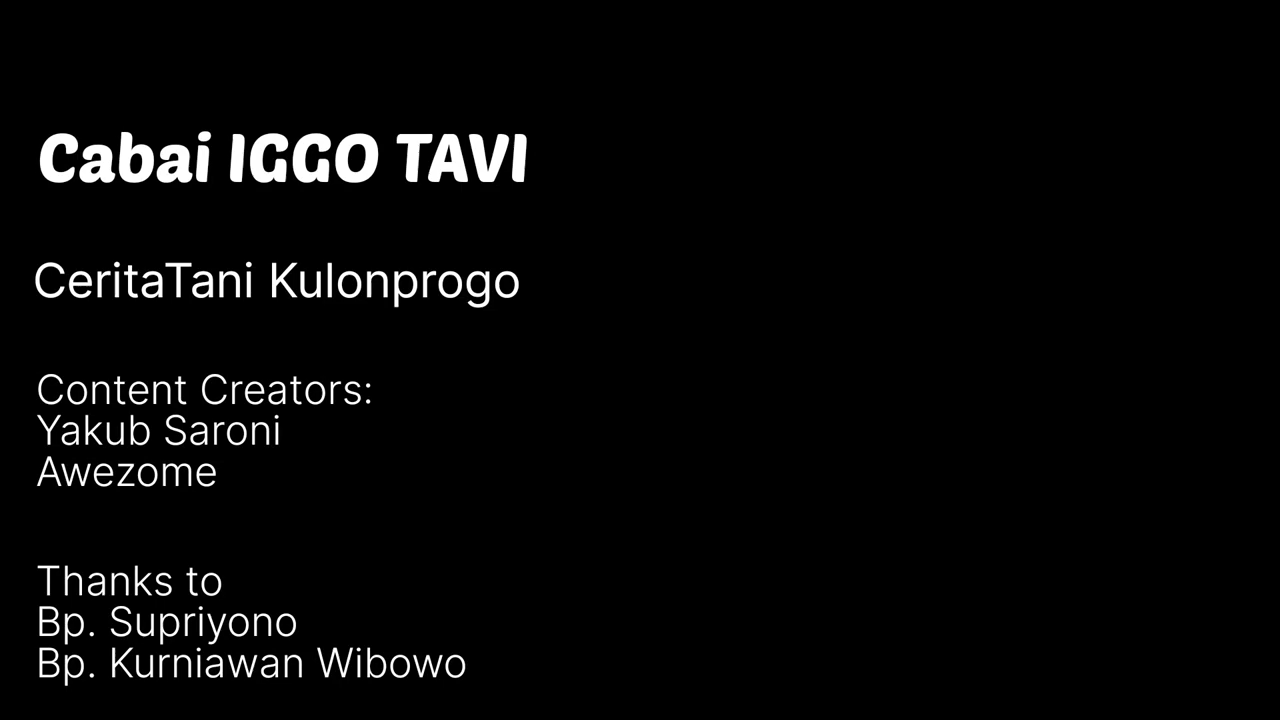 Cabai IGGO TAVI
CeritaTani Kulonprogo
Content Creators:
Yakub Saroni
Awezome
Thanks to
Bp. Supriyono
Bp. Kurniawan Wibowo